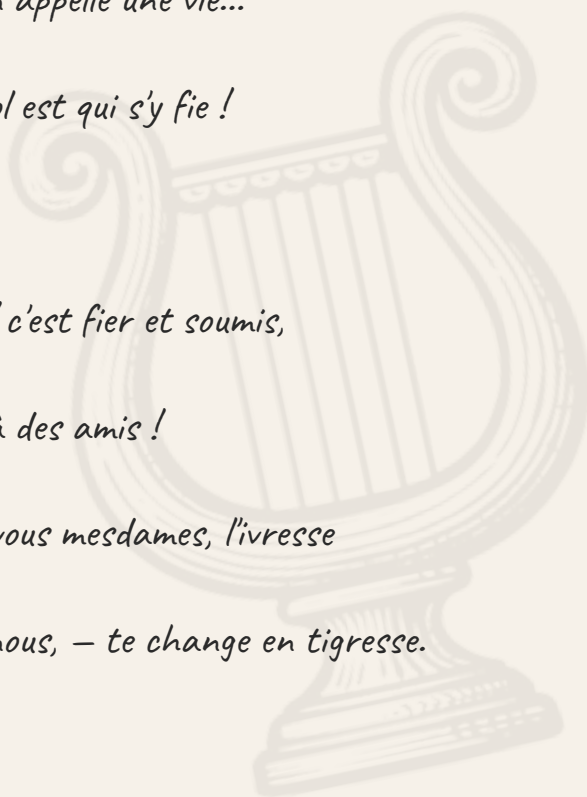 appelle une vie...
est qui s'y fie !
c'est fier et soumis,
des amis !
vous mesdames, l'ivresse
nous, — te change en tigresse.